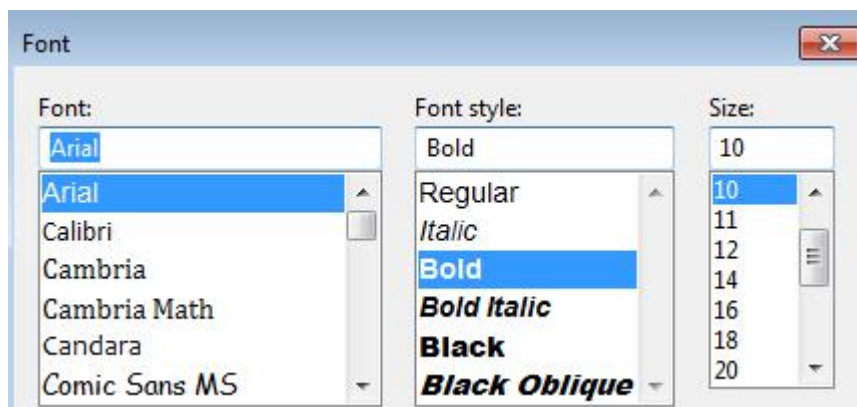 Font
Font: Font style: Size:
Arial Bold 10
Arial Regular 10
Calibri Italic 11
Cambria Bold 12
Cambria Math Bold Italic 14
Candara Black 16
Comic Sans MS Black Oblique 18
20